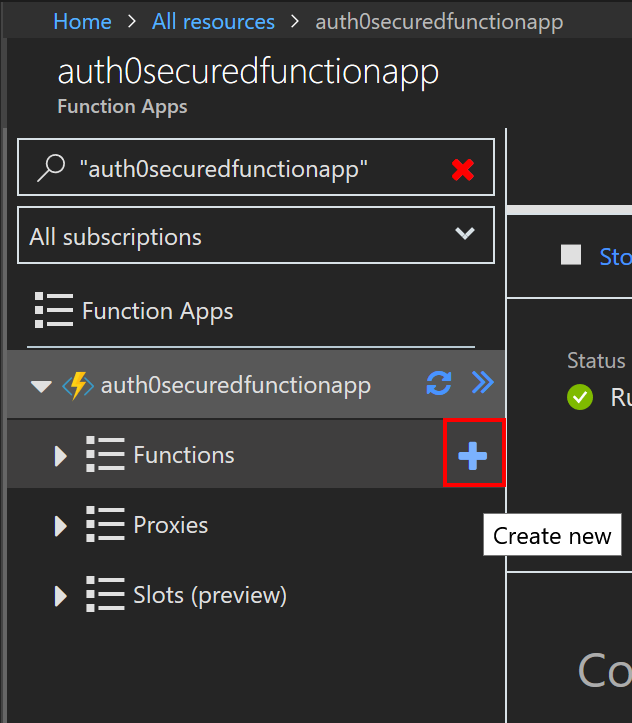 Home > All resources > auth0securedfunctionapp
auth0securedfunctionapp
Function Apps
"auth0securedfunctionapp"
All subscriptions
Sto
Function Apps
Status
auth0securedfunctionapp
Ru
Functions
Proxies
Create new
Slots (preview)
Co